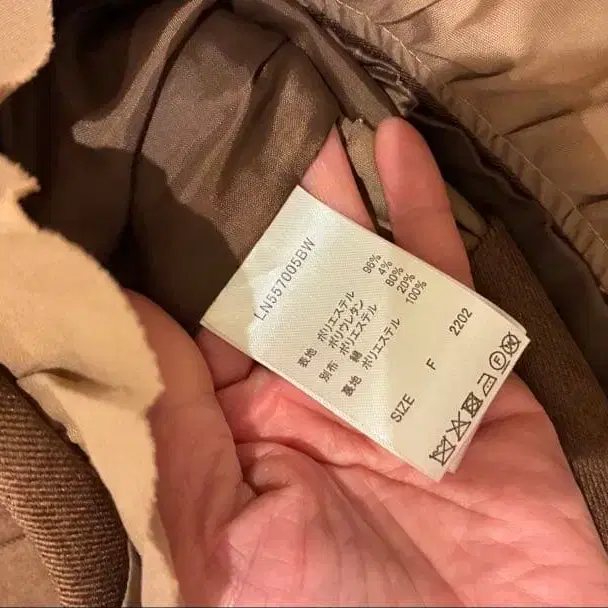 LN557005BW
表地 ポリエステル 96%
ポリウレタン 4%
別布 ポリエステル 80%
綿 20%
裏地 ポリエステル 100%
SIZE F 2202